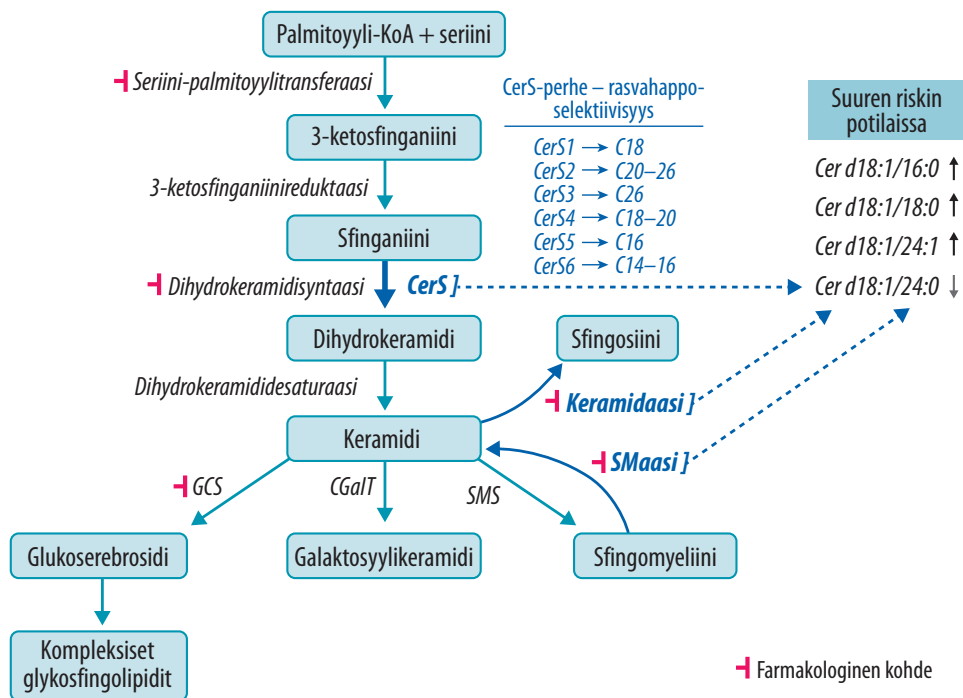 Palmitoyyli-KoA + seriini
Seriini-palmitoyylitransferaasi
3-ketosfinganiini
3-ketosfinganiinireduktaasi
Sfinganiini
Dihydrokeramidisyntaasi
CerS ]
Dihydrokeramidi
Dihydrokeramididesaturaasi
Keramidi
Sfingosiini
Keramidaasi ]
SMaasi ]
GCS
CGalT
SMS
Glukoserebrosidi
Galaktosyylikeramidi
Sfingomyeliini
Kompleksiset
glykosfingolipidit
CerS-perhe – rasvahappo-
selektiivisyys
CerS1 → C18
CerS2 → C20–26
CerS3 → C26
CerS4 → C18–20
CerS5 → C16
CerS6 → C14–16
Suuren riskin
potilaissa
Cer d18:1/16:0 ↑
Cer d18:1/18:0 ↑
Cer d18:1/24:1 ↑
Cer d18:1/24:0 ↓
Farmakologinen kohde